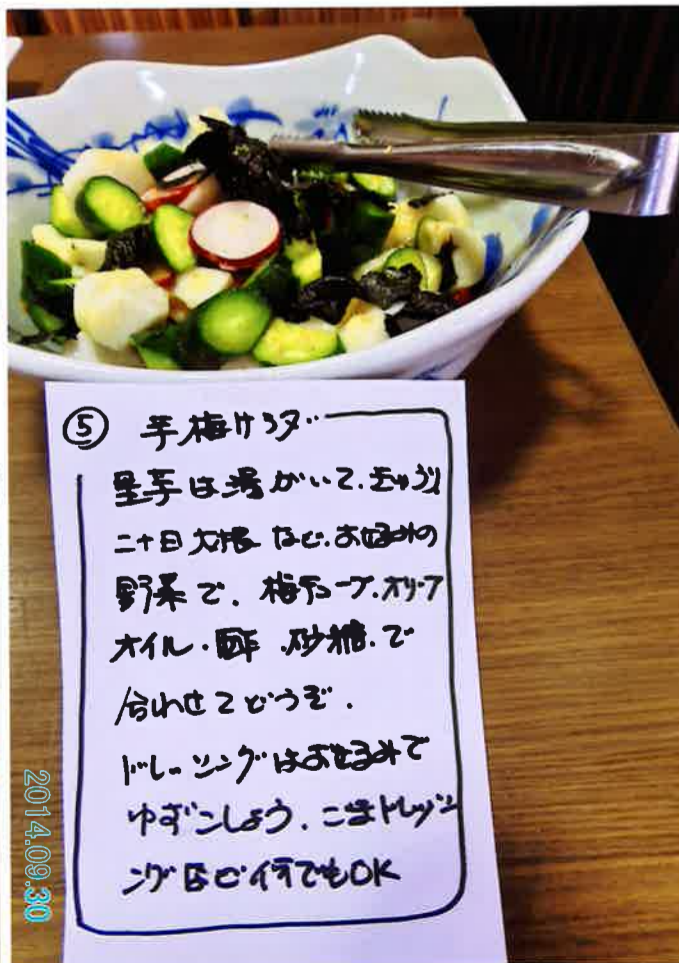 ⑤ 芋梅サラダ
里芋は湯がいて、きゅうり
二十日大根など、お好みの
野菜で、梅チューブ、オリーブ
オイル・酢、砂糖、で
合わせてどうぞ。
ドレッシングはお好みで
ゆずこしょう、ごまドレッシ
ングなど何でもOK
2014.09.30